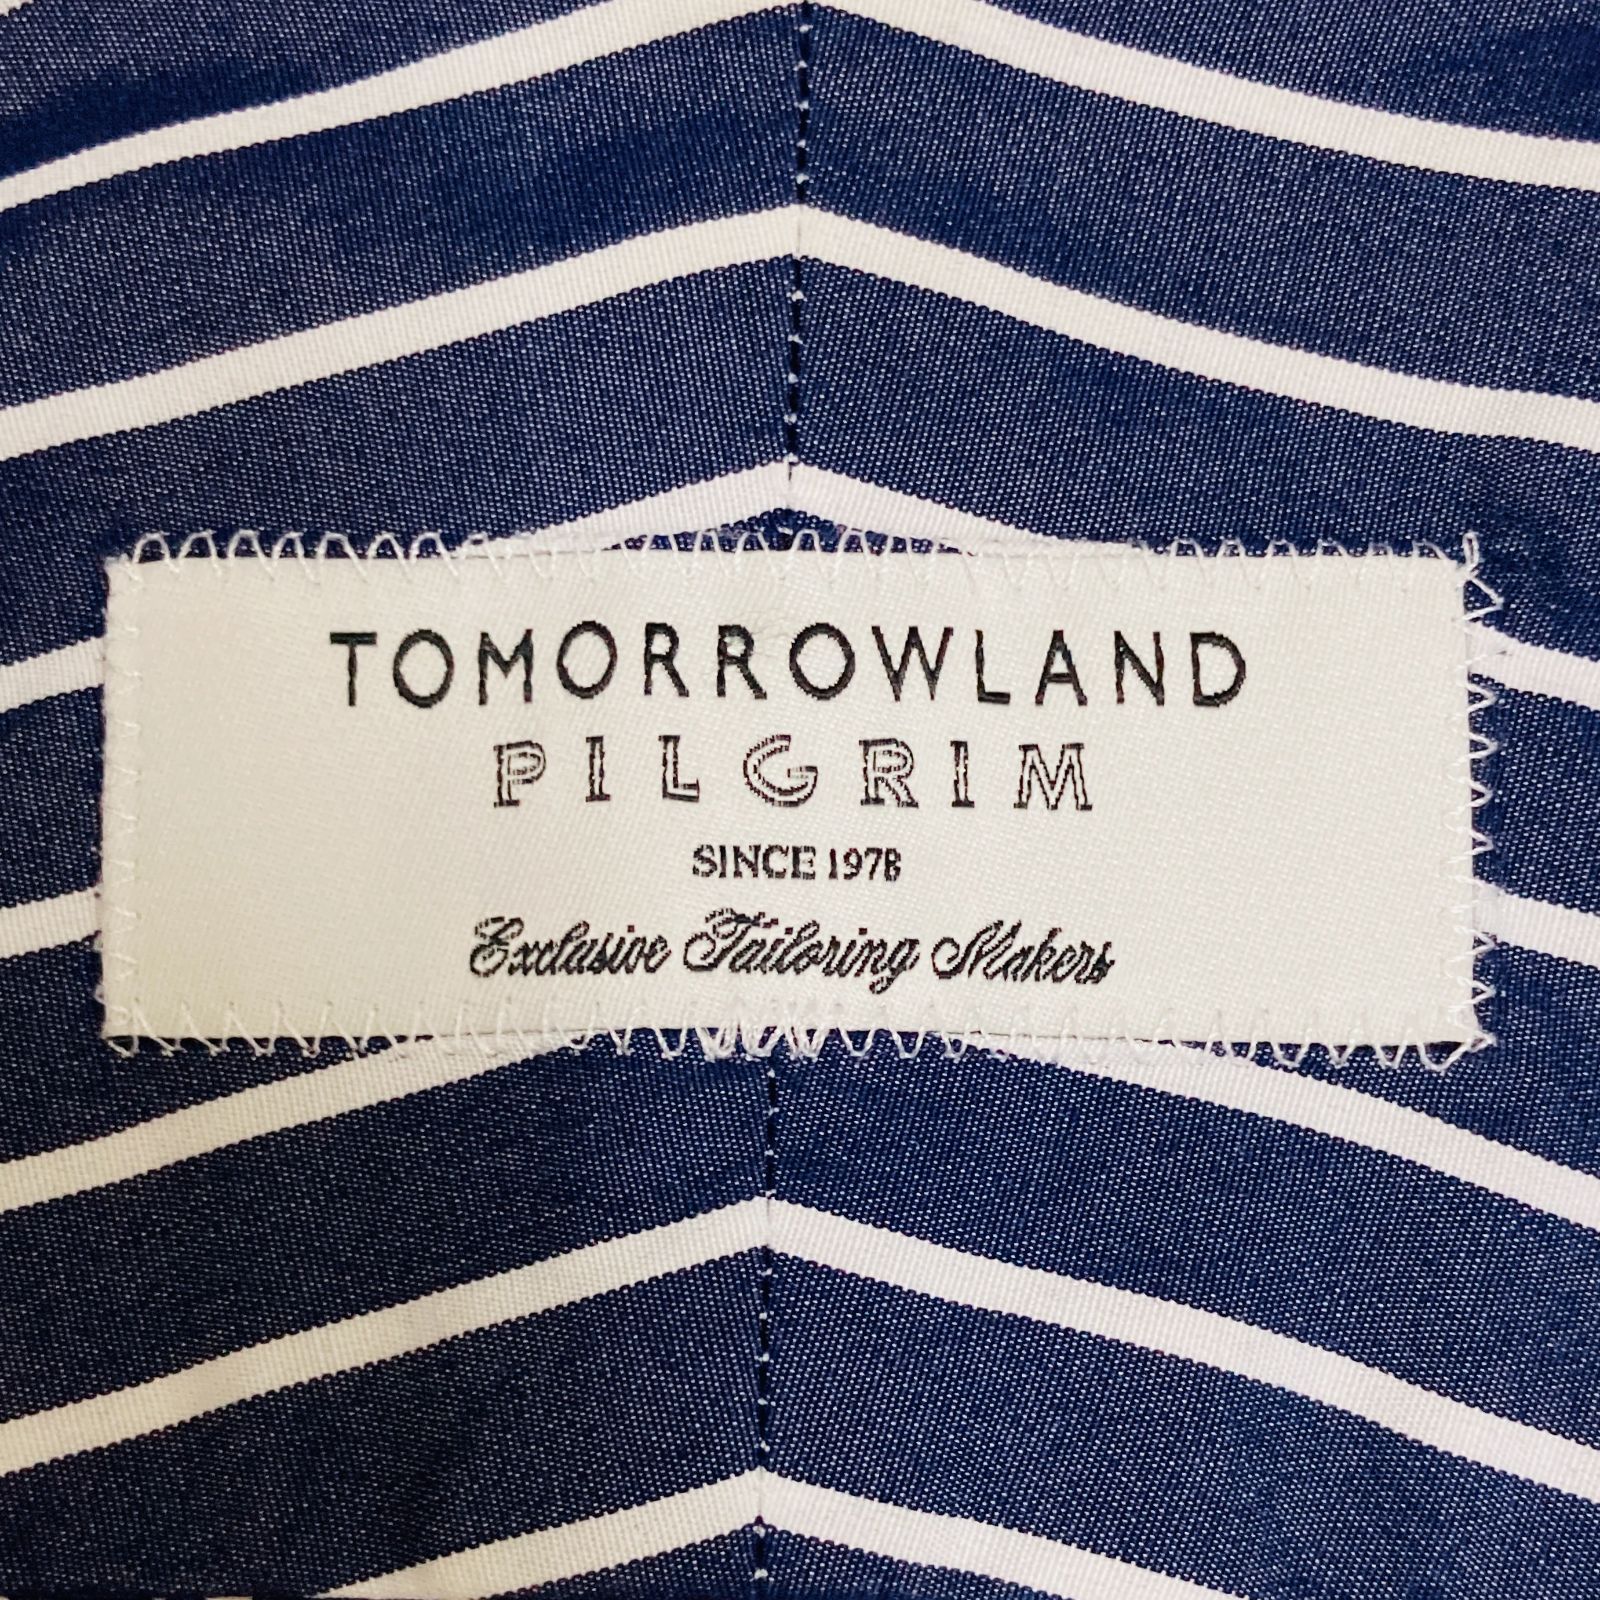 TOMORROWLAND
PILGRIM
SINCE 1978
Exclusive Tailoring Makers